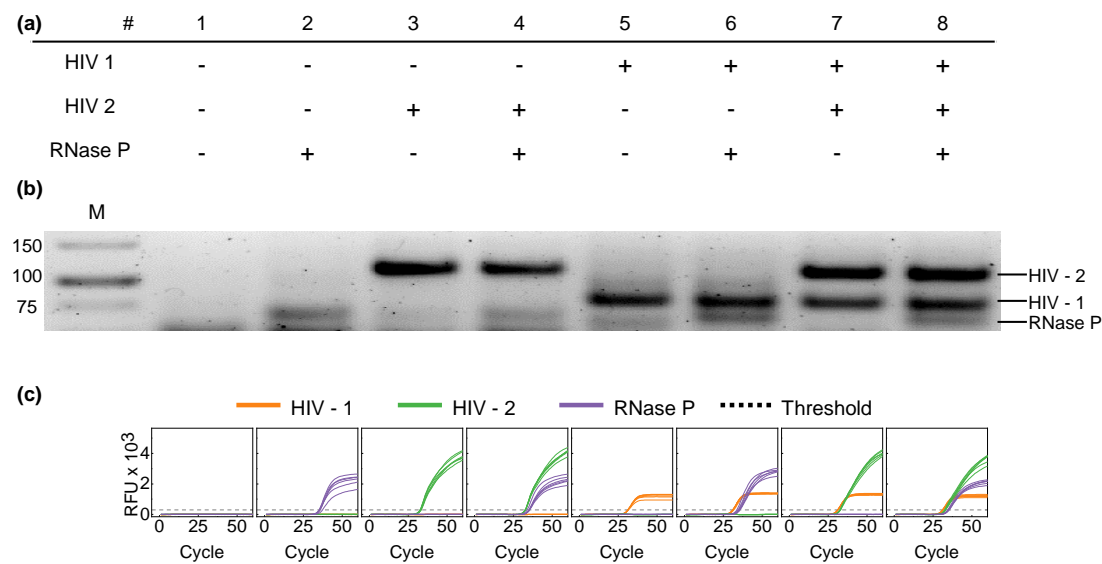 (a) # 1 2 3 4 5 6 7 8
HIV 1 - - - - + + + +
HIV 2 - - + + - - + +
RNase P - + - + - + - +
(b)
M
150
100
75
HIV - 2
HIV - 1
RNase P
(c)
HIV - 1 HIV - 2 RNase P Threshold
RFU x 10³
4
2
0
0 25 50 0 25 50 0 25 50 0 25 50 0 25 50 0 25 50 0 25 50 0 25 50
Cycle Cycle Cycle Cycle Cycle Cycle Cycle Cycle